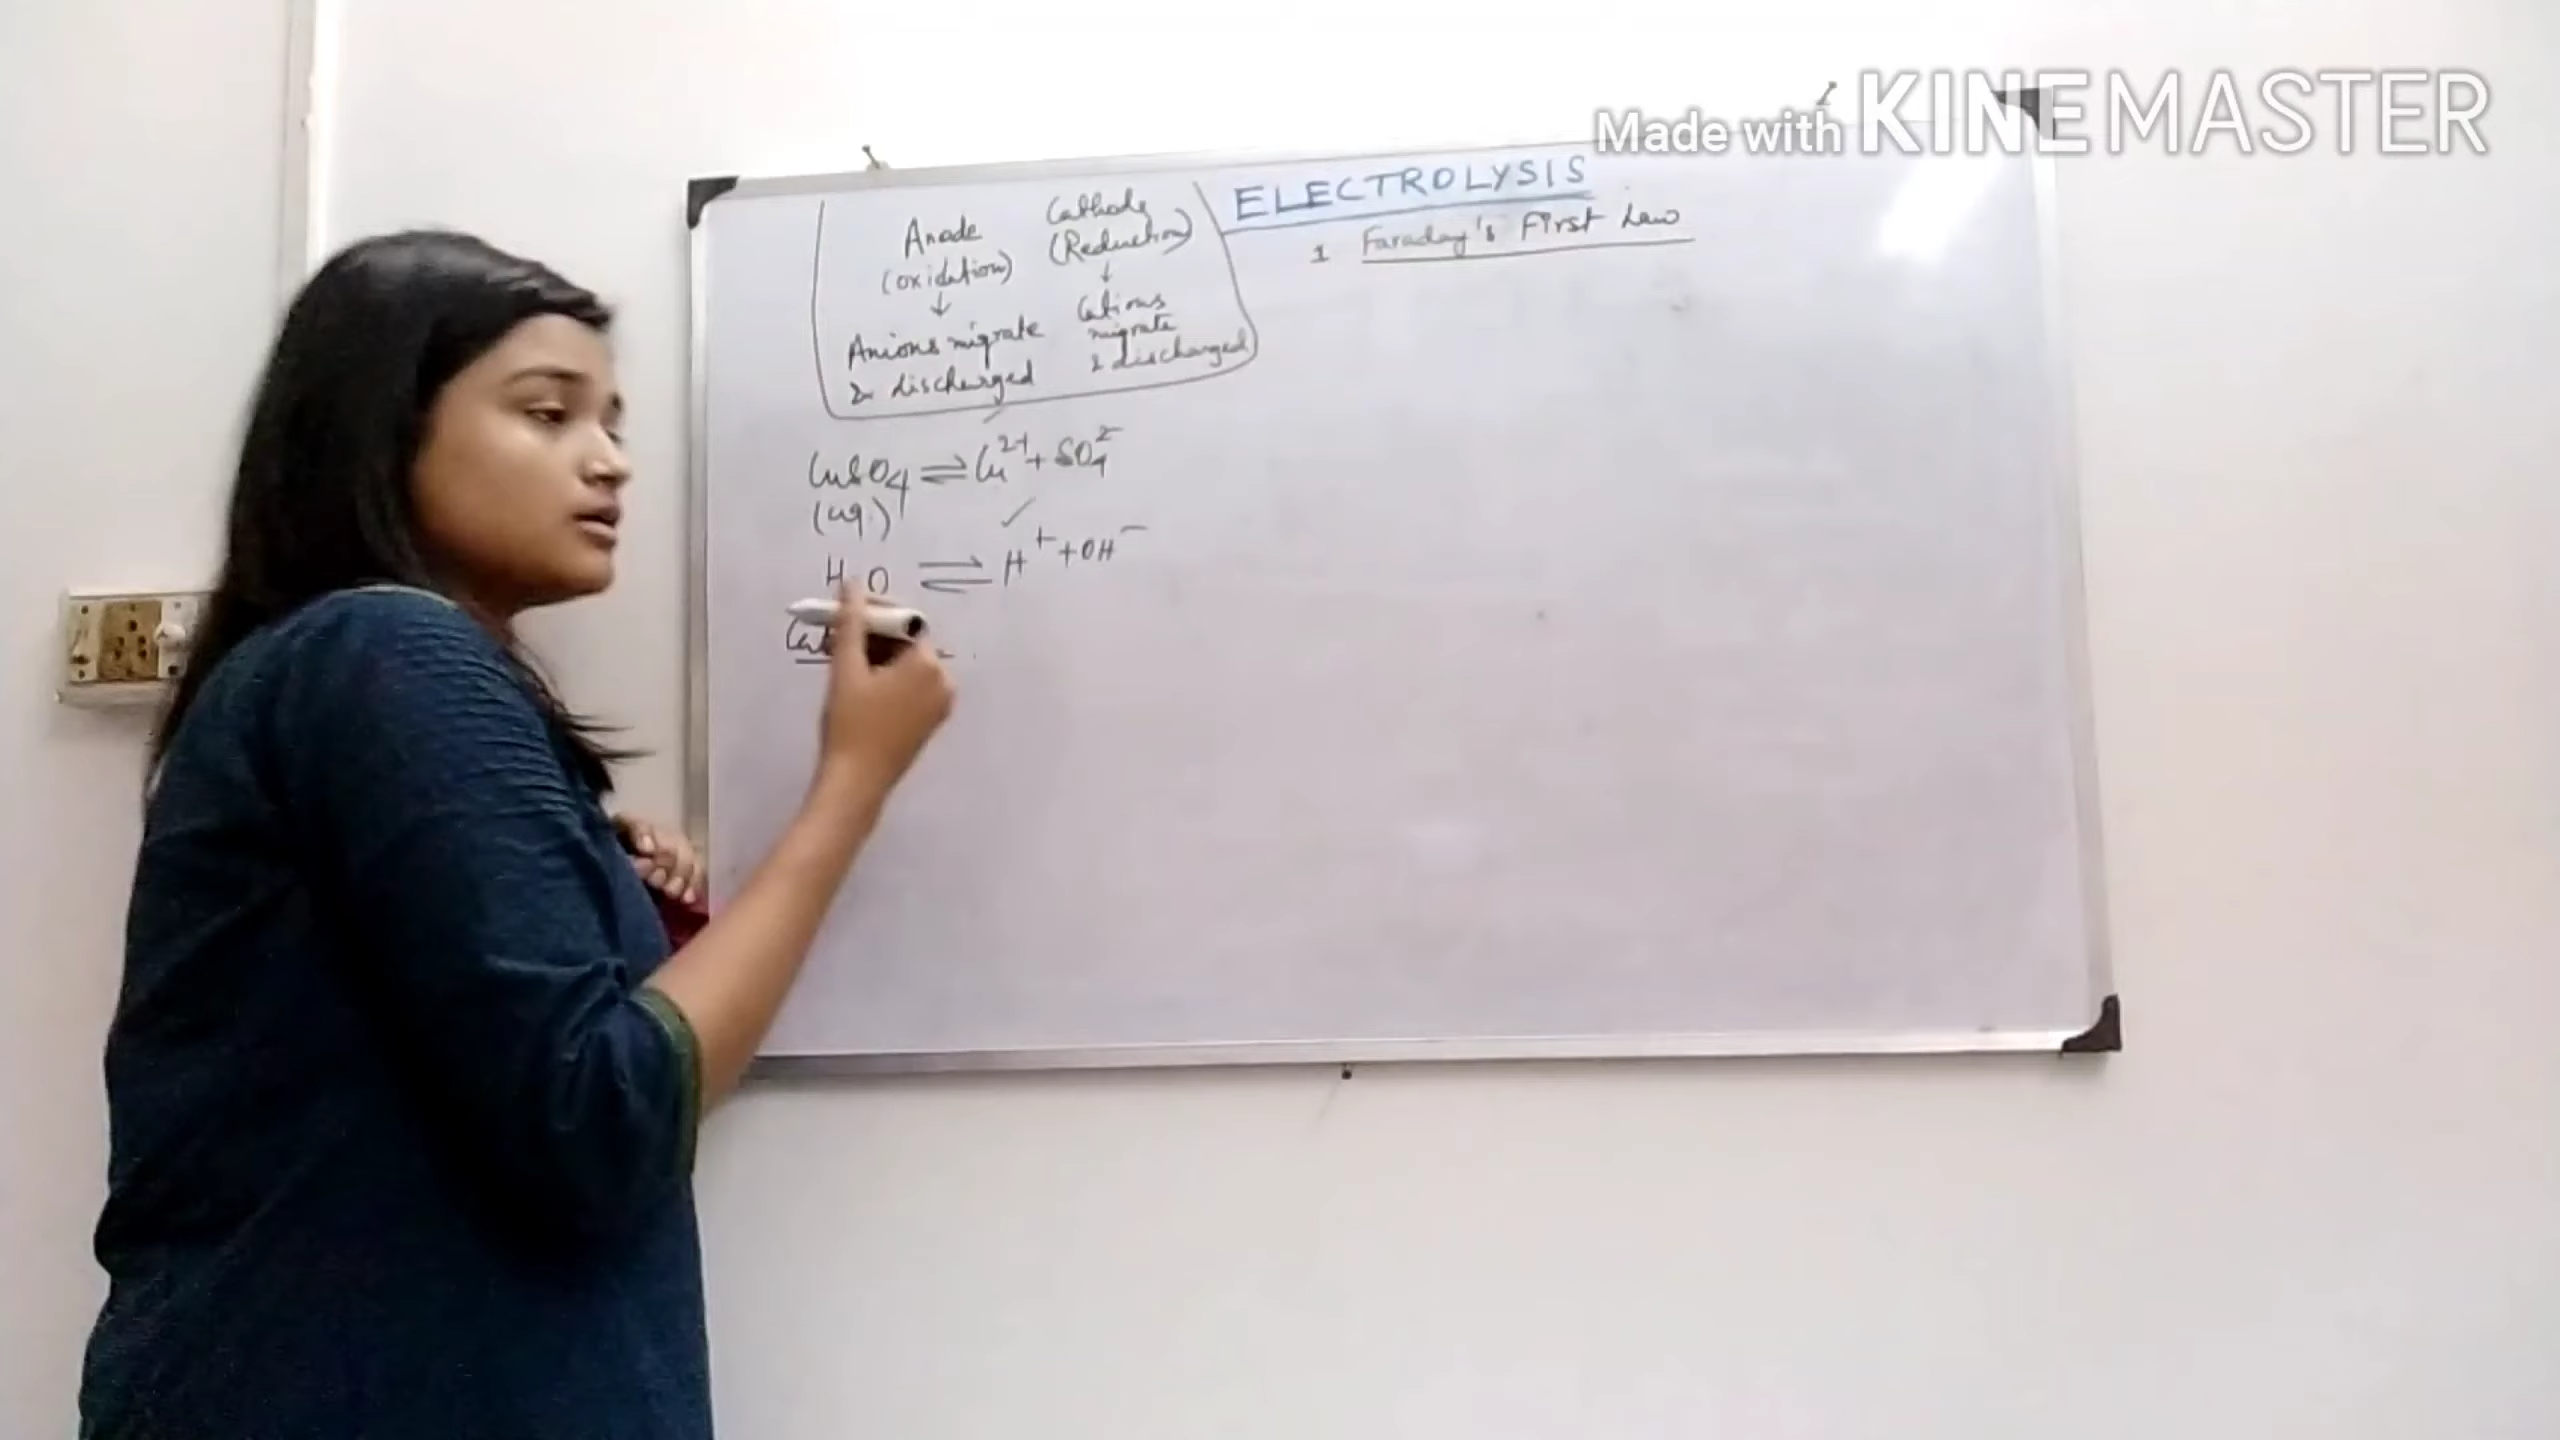 Made with KINEMASTER
ELECTROLYSIS
1 Faraday's First Law
Anode
(oxidation)
↓
Anions migrate
& discharged
Cathode
(Reduction)
↓
Cations
migrate
& discharged
CuSO4 ⇌ Cu2+ + SO4 2-
(aq.)
H2O ⇌ H+ + OH−